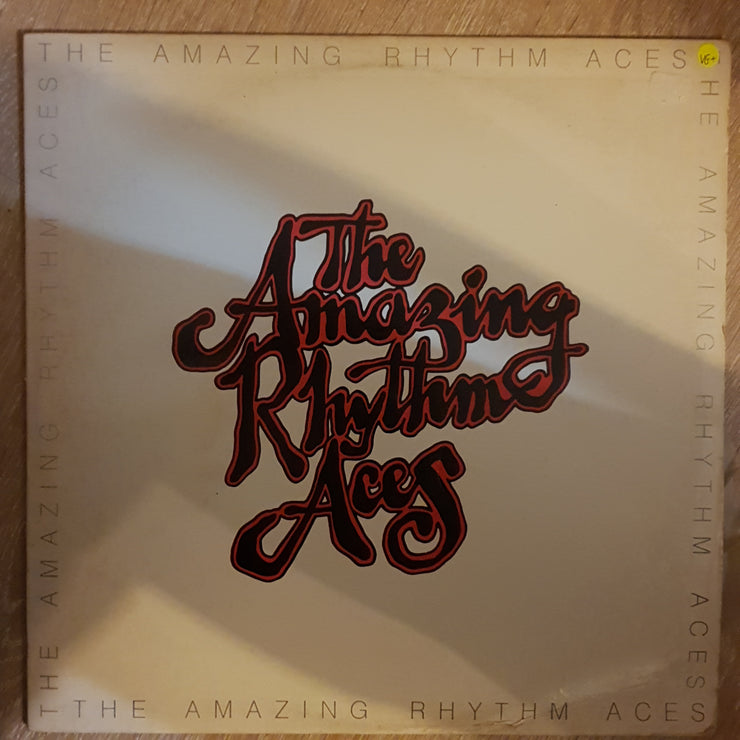 THE AMAZING RHYTHM ACES
VG+
THE AMAZING RHYTHM ACES
THE AMAZING RHYTHM ACES
The
Amazing
Rhythm
Aces
THE AMAZING RHYTHM ACES